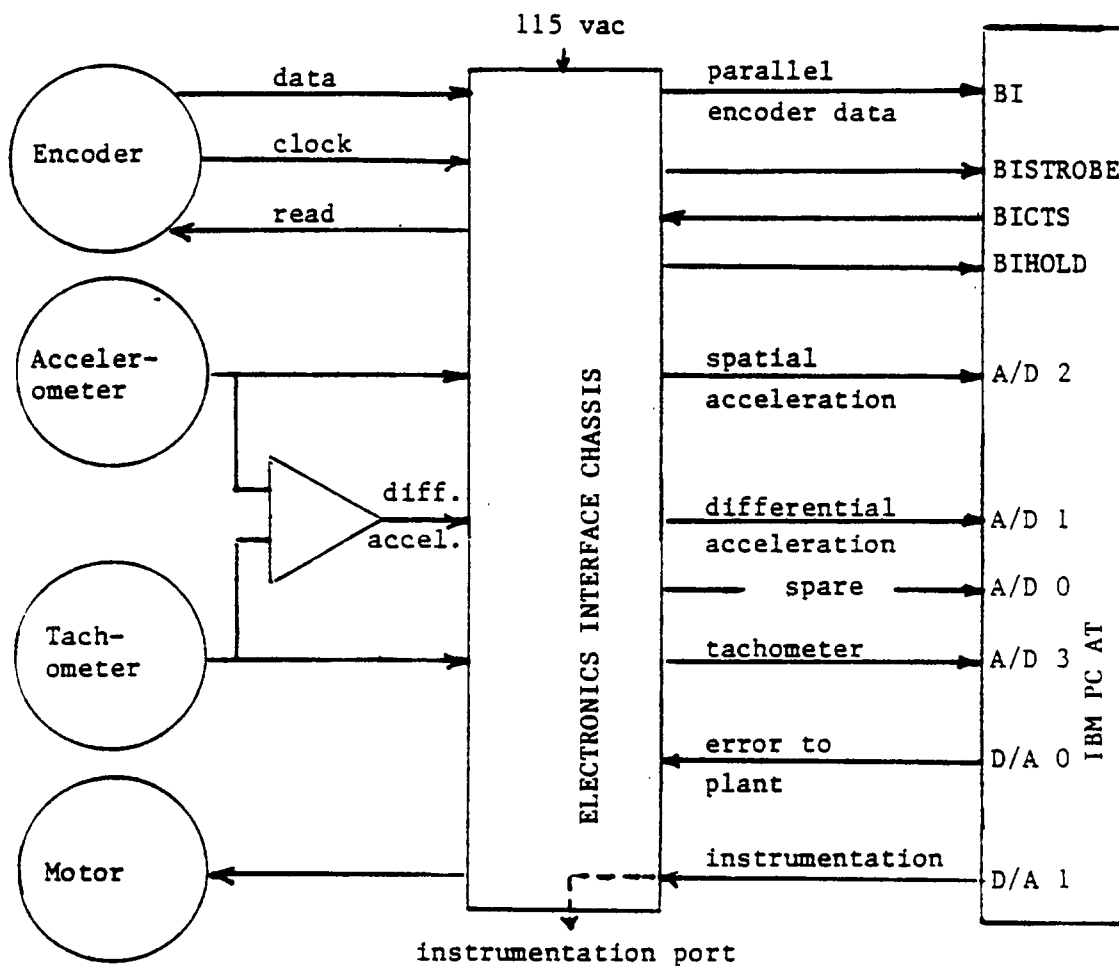 115 vac
data
clock
read
Encoder
Acceler-
ometer
diff.
accel.
Tach-
ometer
Motor
ELECTRONICS INTERFACE CHASSIS
parallel
encoder data
spatial
acceleration
differential
acceleration
spare
tachometer
error to
plant
instrumentation
BI
BISTROBE
BICTS
BIHOLD
A/D 2
A/D 1
A/D 0
A/D 3
D/A 0
D/A 1
IBM PC AT
instrumentation port